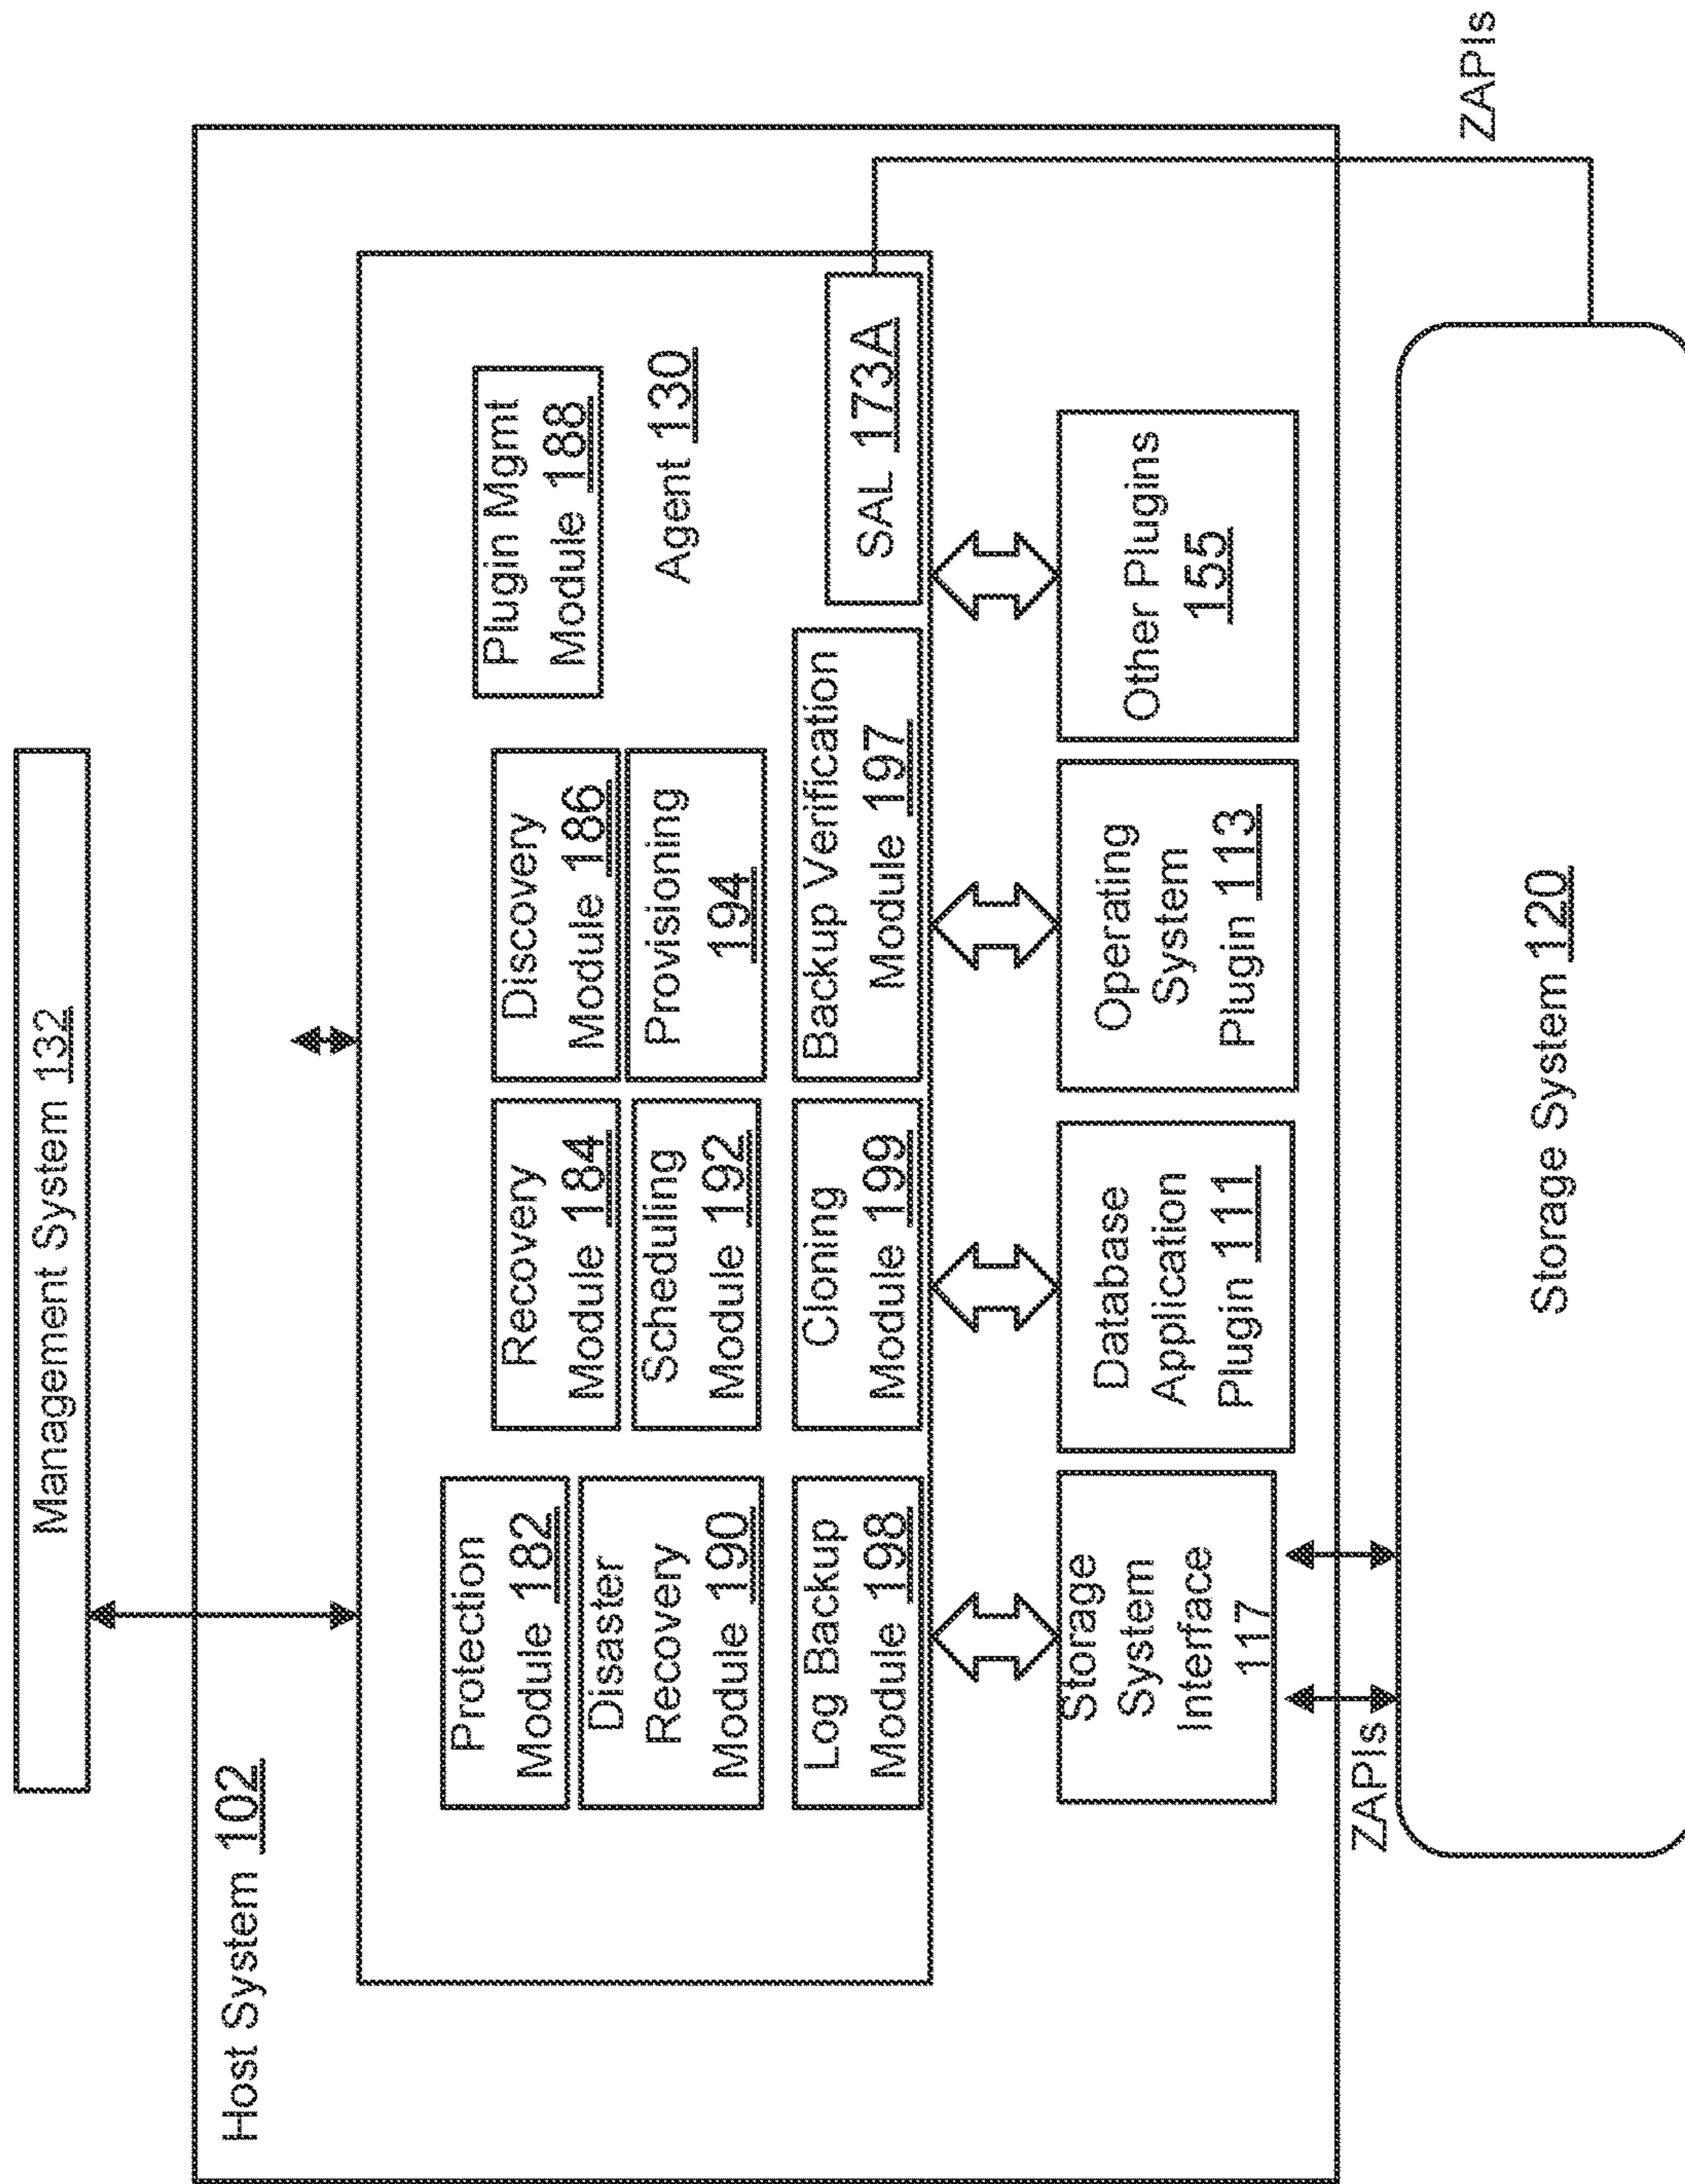 Management System 132
Host System 102
Protection
Module 182
Disaster
Recovery
Module 190
Log Backup
Module 198
Recovery
Module 184
Scheduling
Module 192
Cloning
Module 199
Discovery
Module 186
Provisioning
194
Backup Verification
Module 197
Plugin Mgmt
Module 188
Agent 130
SAL 173A
Storage
System
Interface
117
Database
Application
Plugin 111
Operating
System
Plugin 113
Other Plugins
155
ZAPIs
ZAPIs
Storage System 120